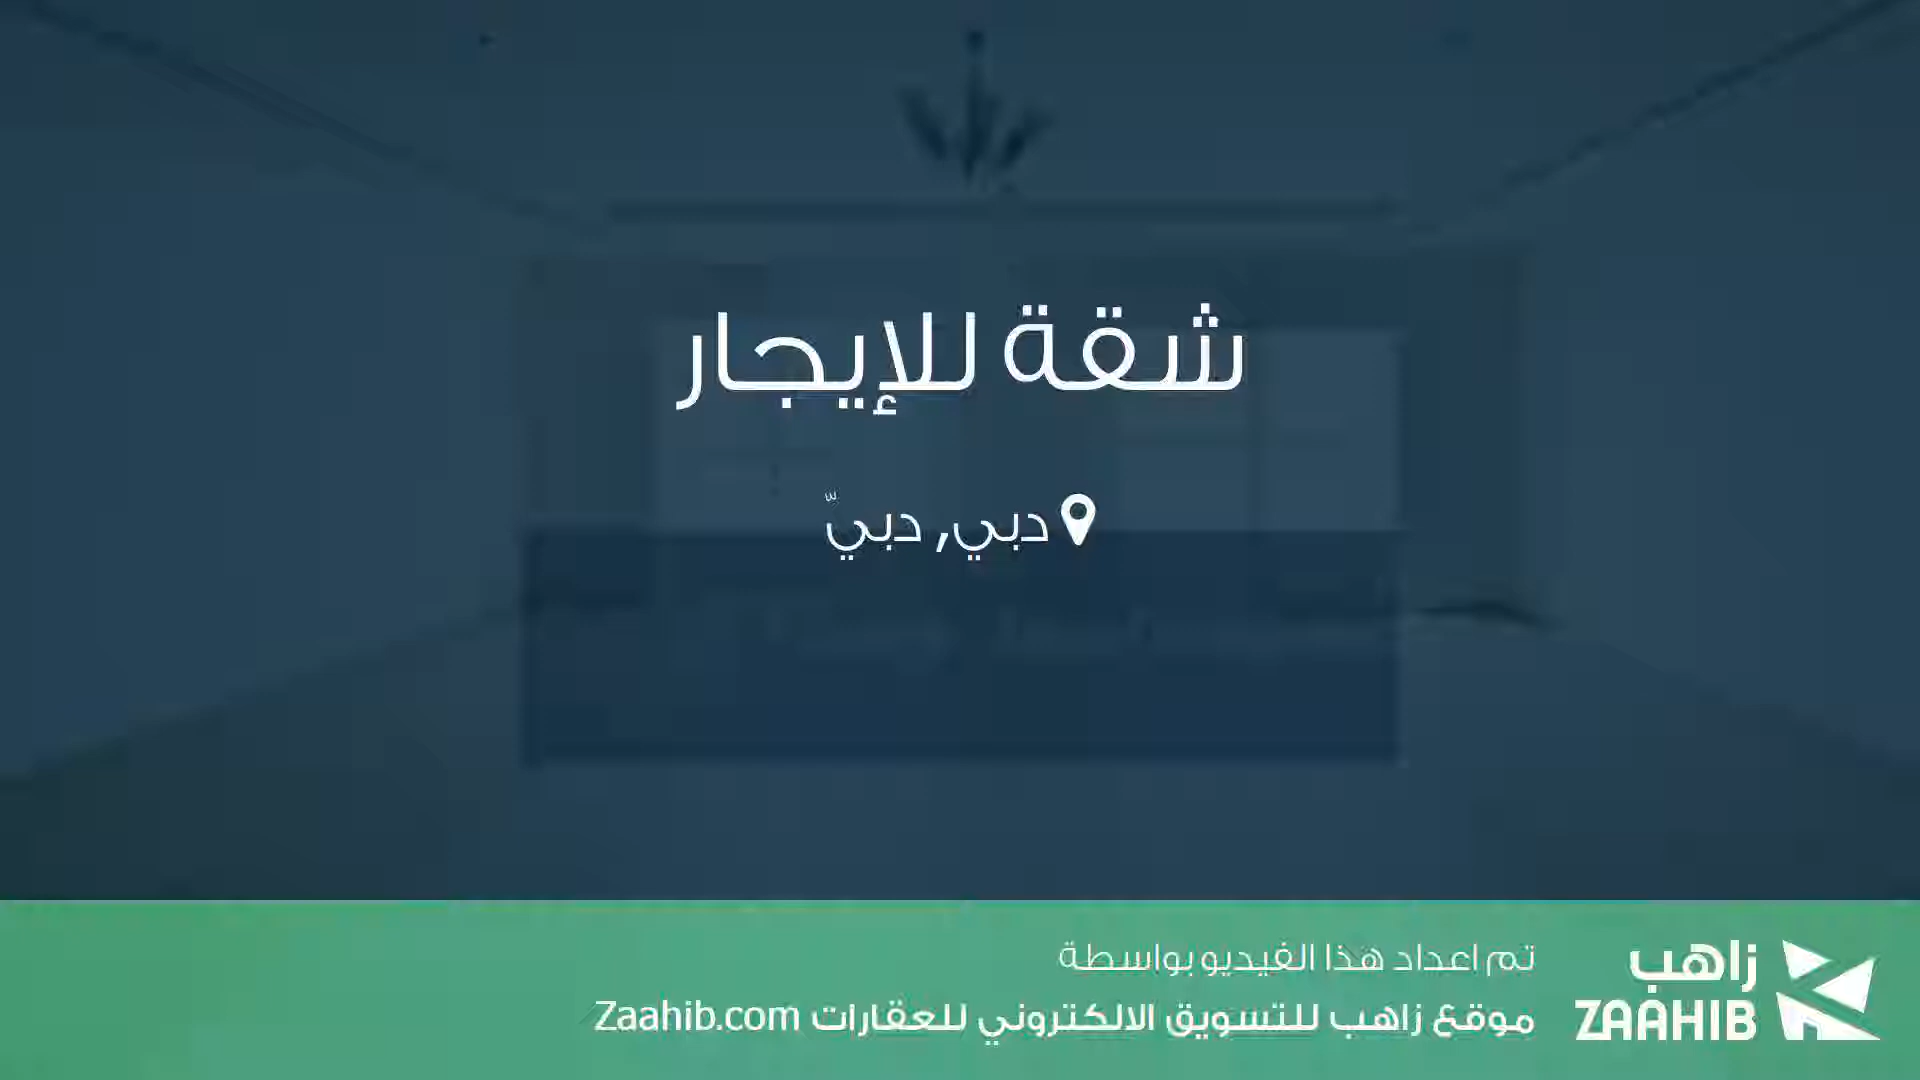 شقة للإيجار
دبي, دبيّ
تم اعداد هذا الفيديو بواسطة
موقع زاهب للتسويق الالكتروني للعقارات Zaahib.com
زاهب
ZAAHIB